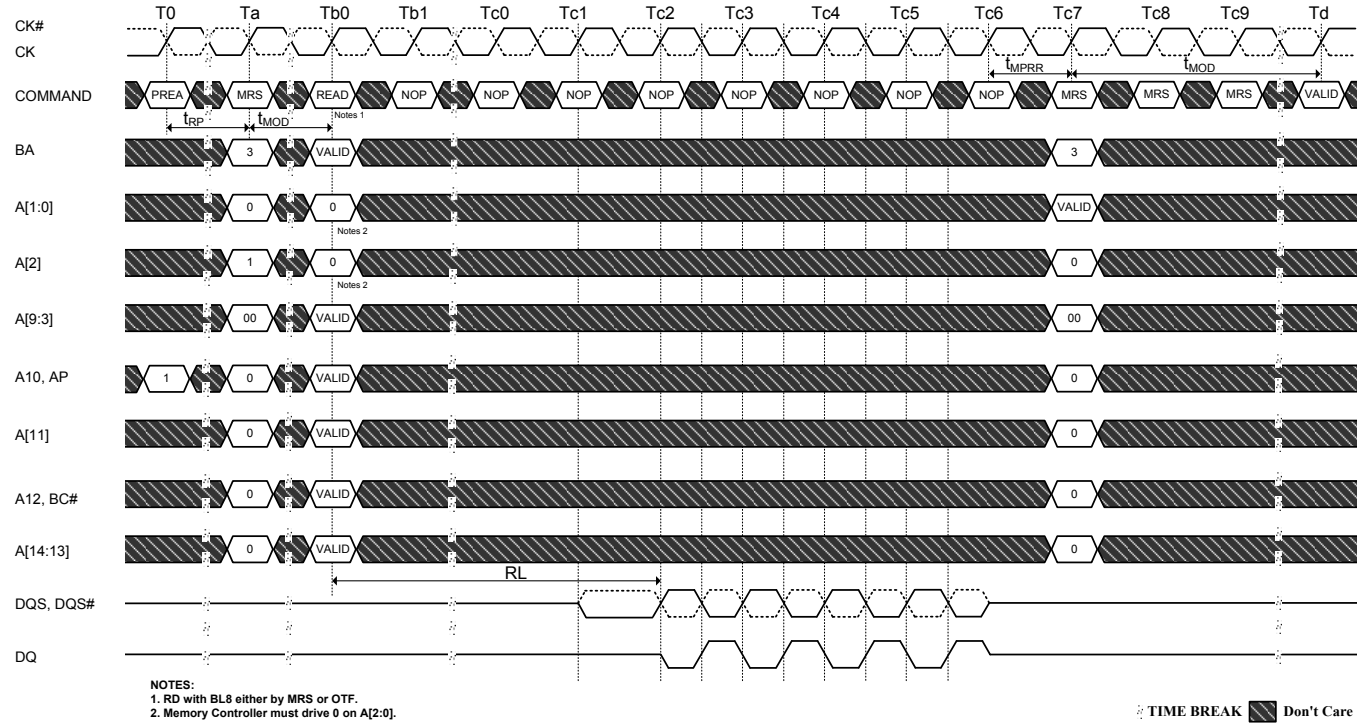 T0 Ta Tb0 Tb1 Tc0 Tc1 Tc2 Tc3 Tc4 Tc5 Tc6 Tc7 Tc8 Tc9 Td
CK#
CK
tMPRR tMOD
COMMAND PREA MRS READ NOP NOP NOP NOP NOP NOP NOP NOP MRS MRS MRS VALID
tRP tMOD Notes 1
BA 3 VALID 3
A[1:0] 0 0 VALID
Notes 2
A[2] 1 0 0
Notes 2
A[9:3] 00 VALID 00
A10, AP 1 0 VALID 0
A[11] 0 VALID 0
A12, BC# 0 VALID 0
A[14:13] 0 VALID 0
RL
DQS, DQS#
DQ
NOTES:
1. RD with BL8 either by MRS or OTF.
2. Memory Controller must drive 0 on A[2:0].
TIME BREAK Don't Care